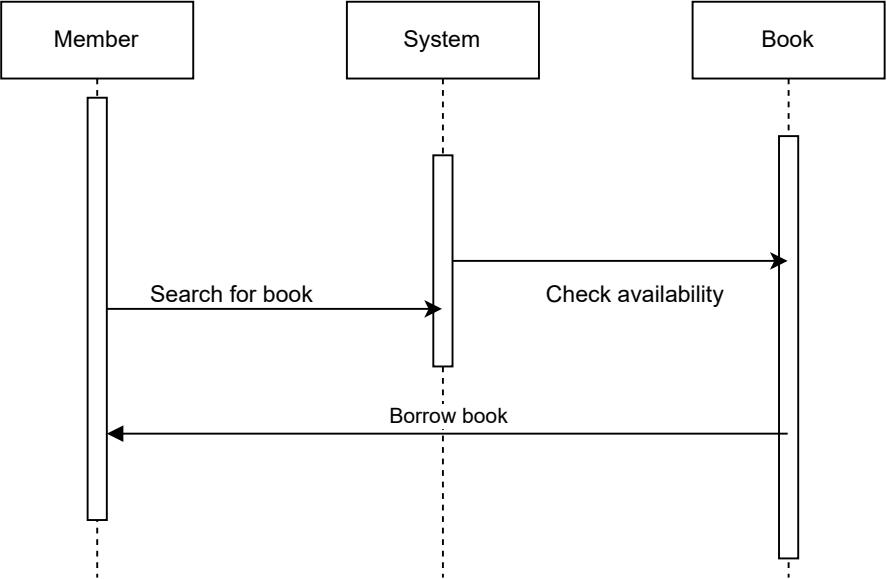 Member
System
Book
Search for book
Check availability
Borrow book